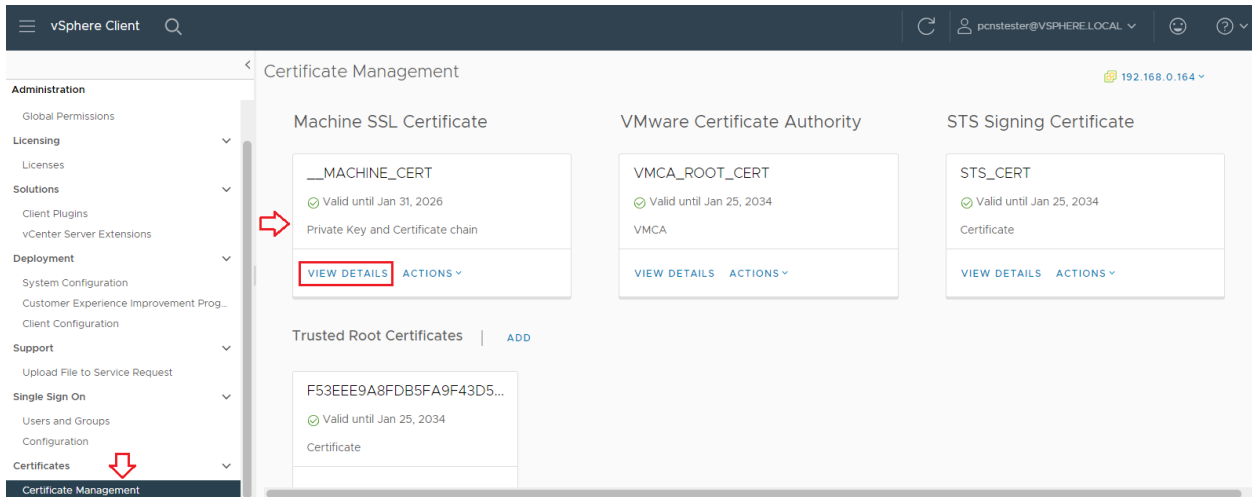 vSphere Client
pcnstester@VSPHERE.LOCAL
Administration
Global Permissions
Licensing
Licenses
Solutions
Client Plugins
vCenter Server Extensions
Deployment
System Configuration
Customer Experience Improvement Prog...
Client Configuration
Support
Upload File to Service Request
Single Sign On
Users and Groups
Configuration
Certificates
Certificate Management
Certificate Management
192.168.0.164
Machine SSL Certificate
__MACHINE_CERT
Valid until Jan 31, 2026
Private Key and Certificate chain
VIEW DETAILS ACTIONS
VMware Certificate Authority
VMCA_ROOT_CERT
Valid until Jan 25, 2034
VMCA
VIEW DETAILS ACTIONS
STS Signing Certificate
STS_CERT
Valid until Jan 25, 2034
Certificate
VIEW DETAILS ACTIONS
Trusted Root Certificates | ADD
F53EEE9A8FDB5FA9F43D5...
Valid until Jan 25, 2034
Certificate